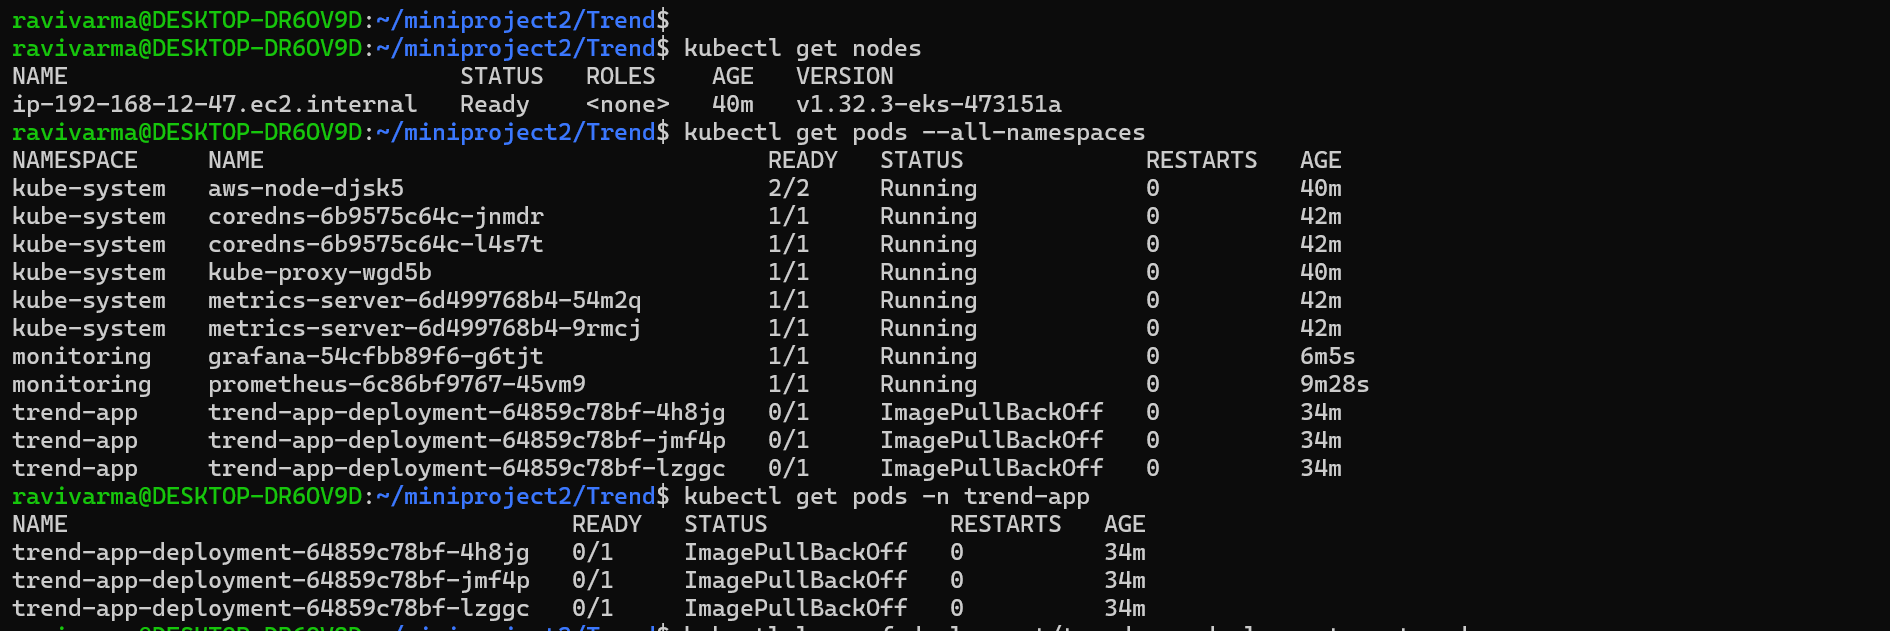 ravivarma@DESKTOP-DR6OV9D:~/miniproject2/Trend$
ravivarma@DESKTOP-DR6OV9D:~/miniproject2/Trend$ kubectl get nodes
NAME STATUS ROLES AGE VERSION
ip-192-168-12-47.ec2.internal Ready <none> 40m v1.32.3-eks-473151a
ravivarma@DESKTOP-DR6OV9D:~/miniproject2/Trend$ kubectl get pods --all-namespaces
NAMESPACE NAME READY STATUS RESTARTS AGE
kube-system aws-node-djsk5 2/2 Running 0 40m
kube-system coredns-6b9575c64c-jnmdr 1/1 Running 0 42m
kube-system coredns-6b9575c64c-l4s7t 1/1 Running 0 42m
kube-system kube-proxy-wgd5b 1/1 Running 0 40m
kube-system metrics-server-6d499768b4-54m2q 1/1 Running 0 42m
kube-system metrics-server-6d499768b4-9rmcj 1/1 Running 0 42m
monitoring grafana-54cfbb89f6-g6tjt 1/1 Running 0 6m5s
monitoring prometheus-6c86bf9767-45vm9 1/1 Running 0 9m28s
trend-app trend-app-deployment-64859c78bf-4h8jg 0/1 ImagePullBackOff 0 34m
trend-app trend-app-deployment-64859c78bf-jmf4p 0/1 ImagePullBackOff 0 34m
trend-app trend-app-deployment-64859c78bf-lzggc 0/1 ImagePullBackOff 0 34m
ravivarma@DESKTOP-DR6OV9D:~/miniproject2/Trend$ kubectl get pods -n trend-app
NAME READY STATUS RESTARTS AGE
trend-app-deployment-64859c78bf-4h8jg 0/1 ImagePullBackOff 0 34m
trend-app-deployment-64859c78bf-jmf4p 0/1 ImagePullBackOff 0 34m
trend-app-deployment-64859c78bf-lzggc 0/1 ImagePullBackOff 0 34m
ravivarma@DESKTOP-DR6OV9D:~/miniproject2/Trend$